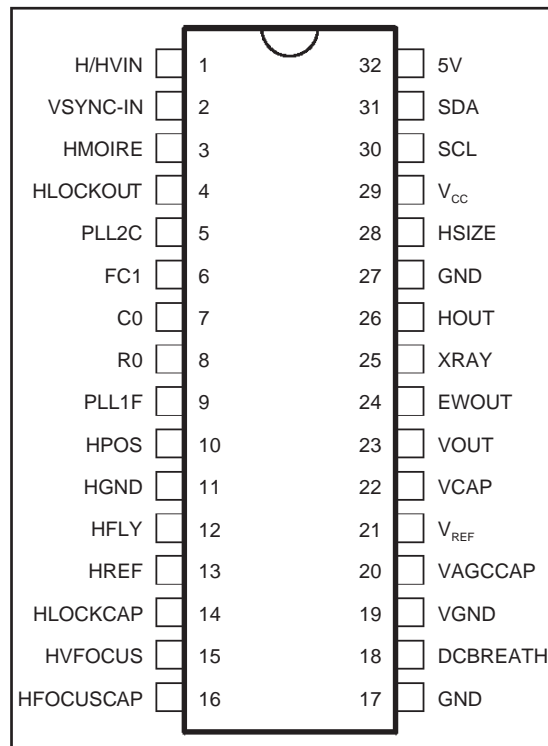 H/HVIN 1 32 5V
VSYNC-IN 2 31 SDA
HMOIRE 3 30 SCL
HLOCKOUT 4 29 VCC
PLL2C 5 28 HSIZE
FC1 6 27 GND
C0 7 26 HOUT
R0 8 25 XRAY
PLL1F 9 24 EWOUT
HPOS 10 23 VOUT
HGND 11 22 VCAP
HFLY 12 21 VREF
HREF 13 20 VAGCCAP
HLOCKCAP 14 19 VGND
HVFOCUS 15 18 DCBREATH
HFOCUSCAP 16 17 GND